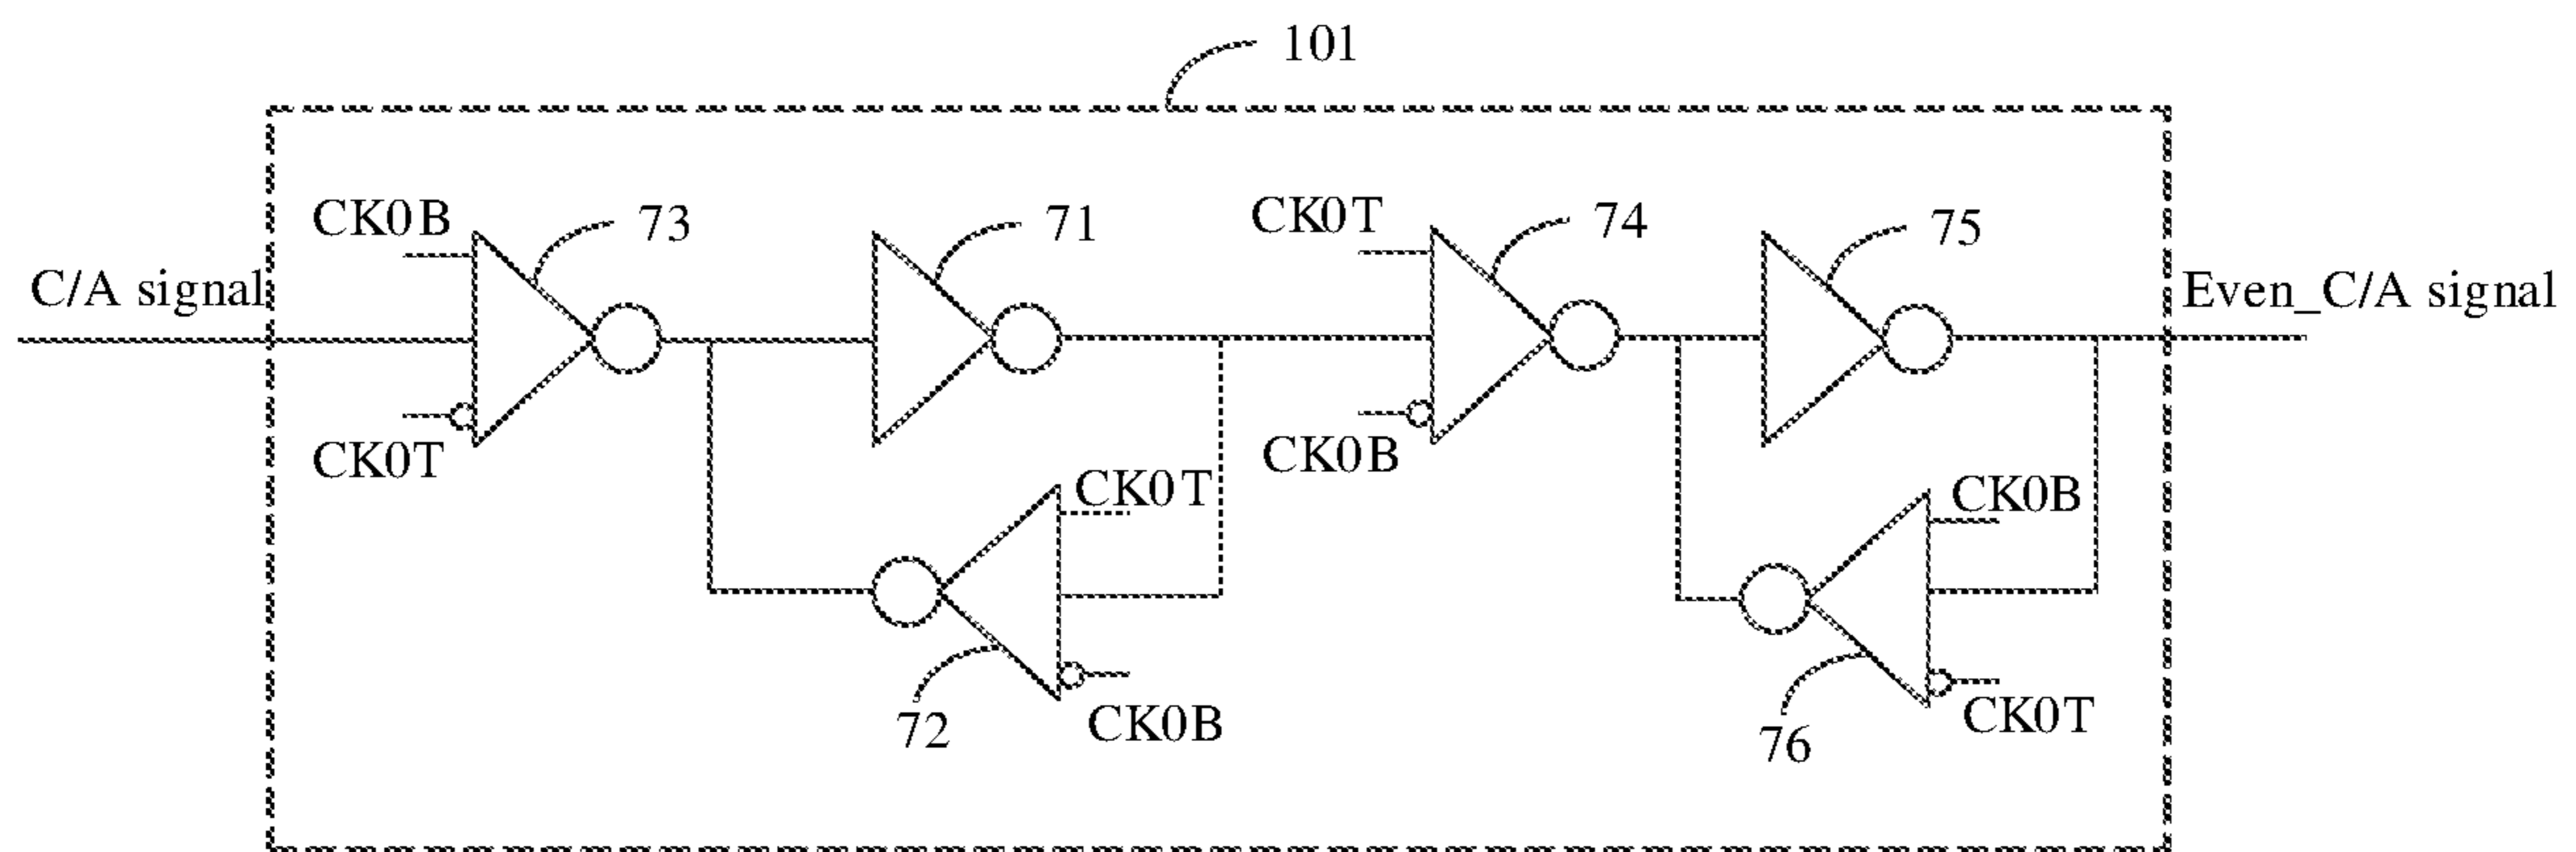 101
CK0B
73
71
CK0T
74
75
C/A signal
Even_C/A signal
CK0T
CK0B
CK0T
CK0B
72
CK0B
76
CK0T